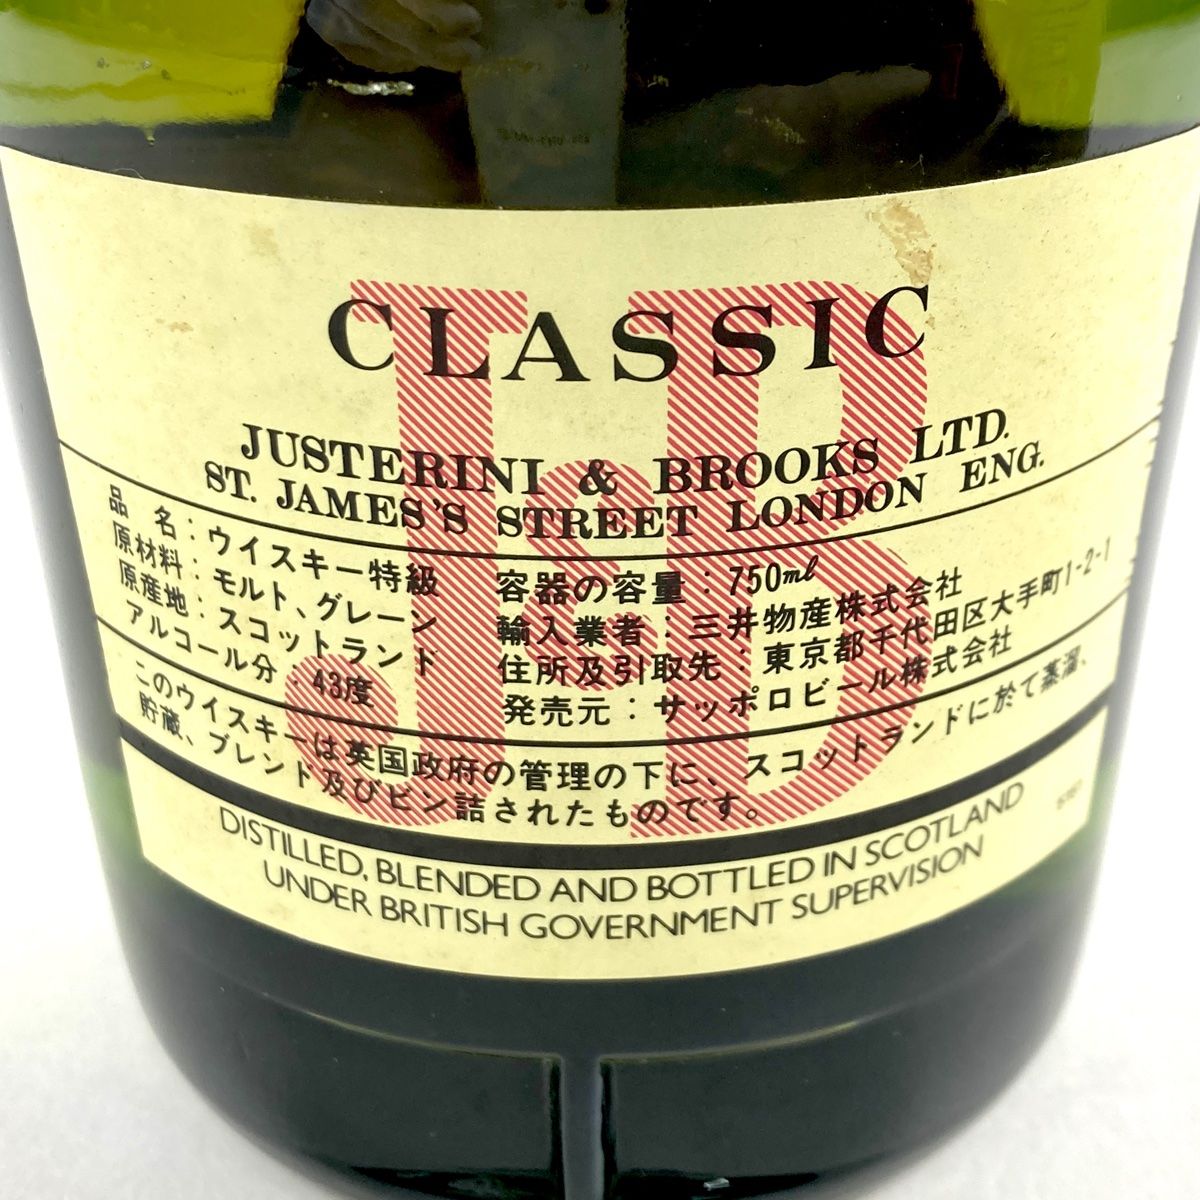 J&B
CLASSIC
JUSTERINI & BROOKS LTD.
ST. JAMES'S STREET LONDON ENG.
品名:ウイスキー特級
原材料:モルト、グレーン
原産地:スコットランド
アルコール分:43度
容器の容量:750ml
輸入業者:三井物産株式会社
住所及引取先:東京都千代田区大手町1-2-1
発売元:サッポロビール株式会社
このウイスキーは英国政府の管理の下に、スコットランドに於て蒸溜、
貯蔵、ブレンド及びビン詰されたものです。
DISTILLED, BLENDED AND BOTTLED IN SCOTLAND
UNDER BRITISH GOVERNMENT SUPERVISION